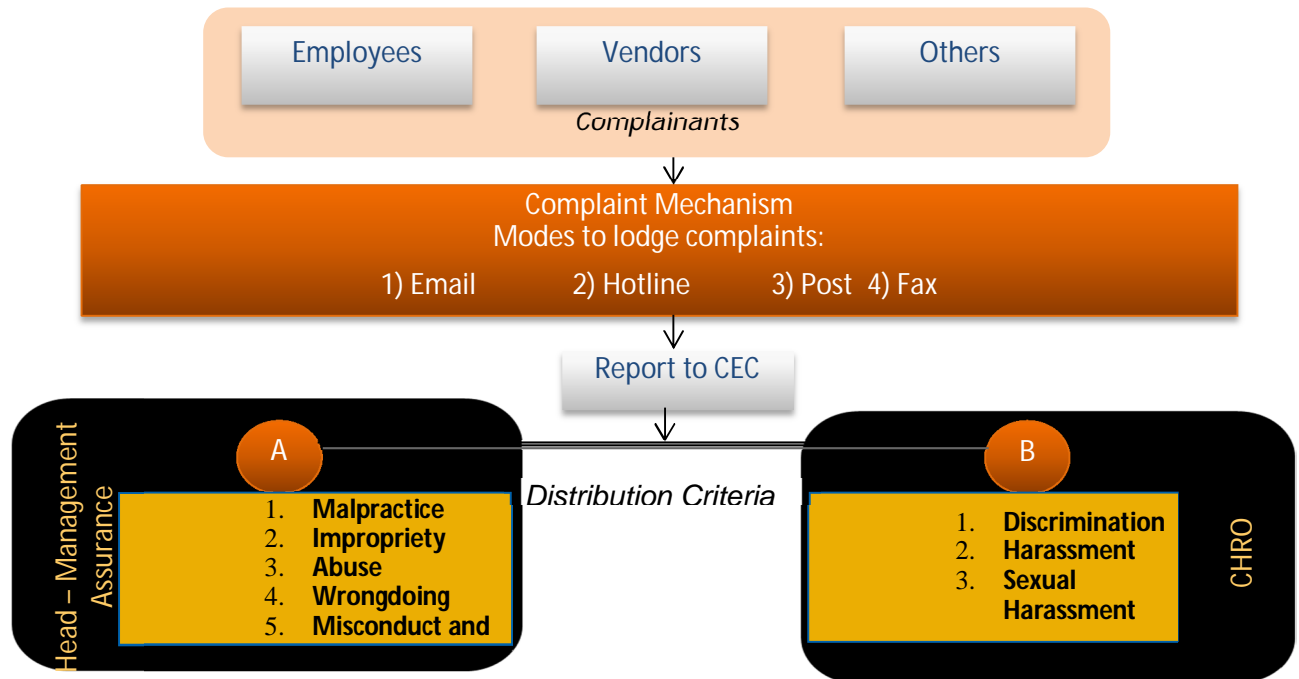 Employees
Vendors
Others
Complainants
Complaint Mechanism
Modes to lodge complaints:
1) Email 2) Hotline 3) Post 4) Fax
Report to CEC
A
B
Distribution Criteria
Head – Management
Assurance
1. Malpractice
2. Impropriety
3. Abuse
4. Wrongdoing
5. Misconduct and
1. Discrimination
2. Harassment
3. Sexual
Harassment
CHRO